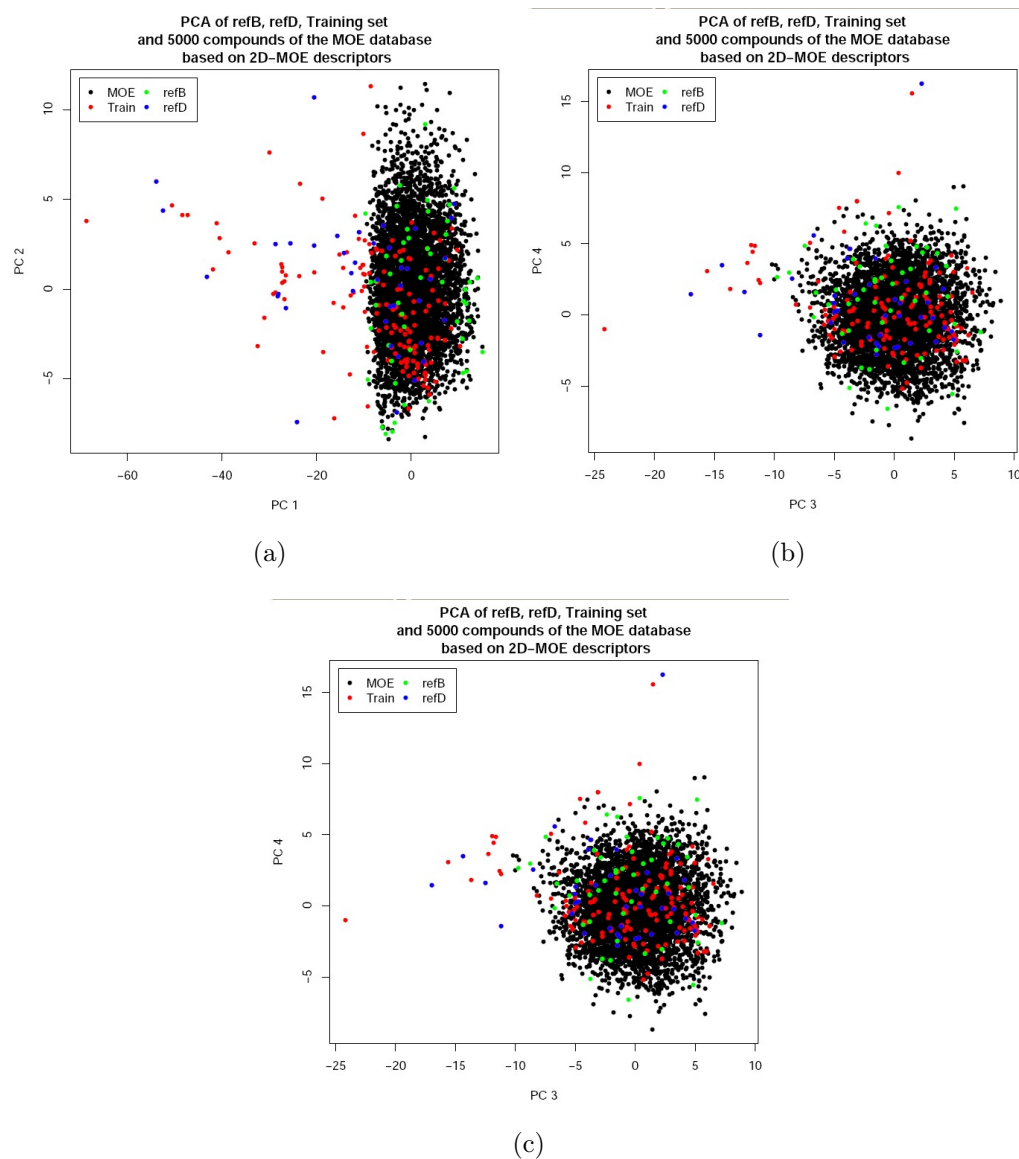 PCA of refB, refD, Training set
and 5000 compounds of the MOE database
based on 2D−MOE descriptors
MOE refB
Train refD
10
5
0
−5
PC 2
−60 −40 −20 0
PC 1
(a)
PCA of refB, refD, Training set
and 5000 compounds of the MOE database
based on 2D−MOE descriptors
MOE refB
Train refD
15
10
5
0
−5
PC 4
−25 −20 −15 −10 −5 0 5 10
PC 3
(b)
PCA of refB, refD, Training set
and 5000 compounds of the MOE database
based on 2D−MOE descriptors
MOE refB
Train refD
15
10
5
0
−5
PC 4
−25 −20 −15 −10 −5 0 5 10
PC 3
(c)